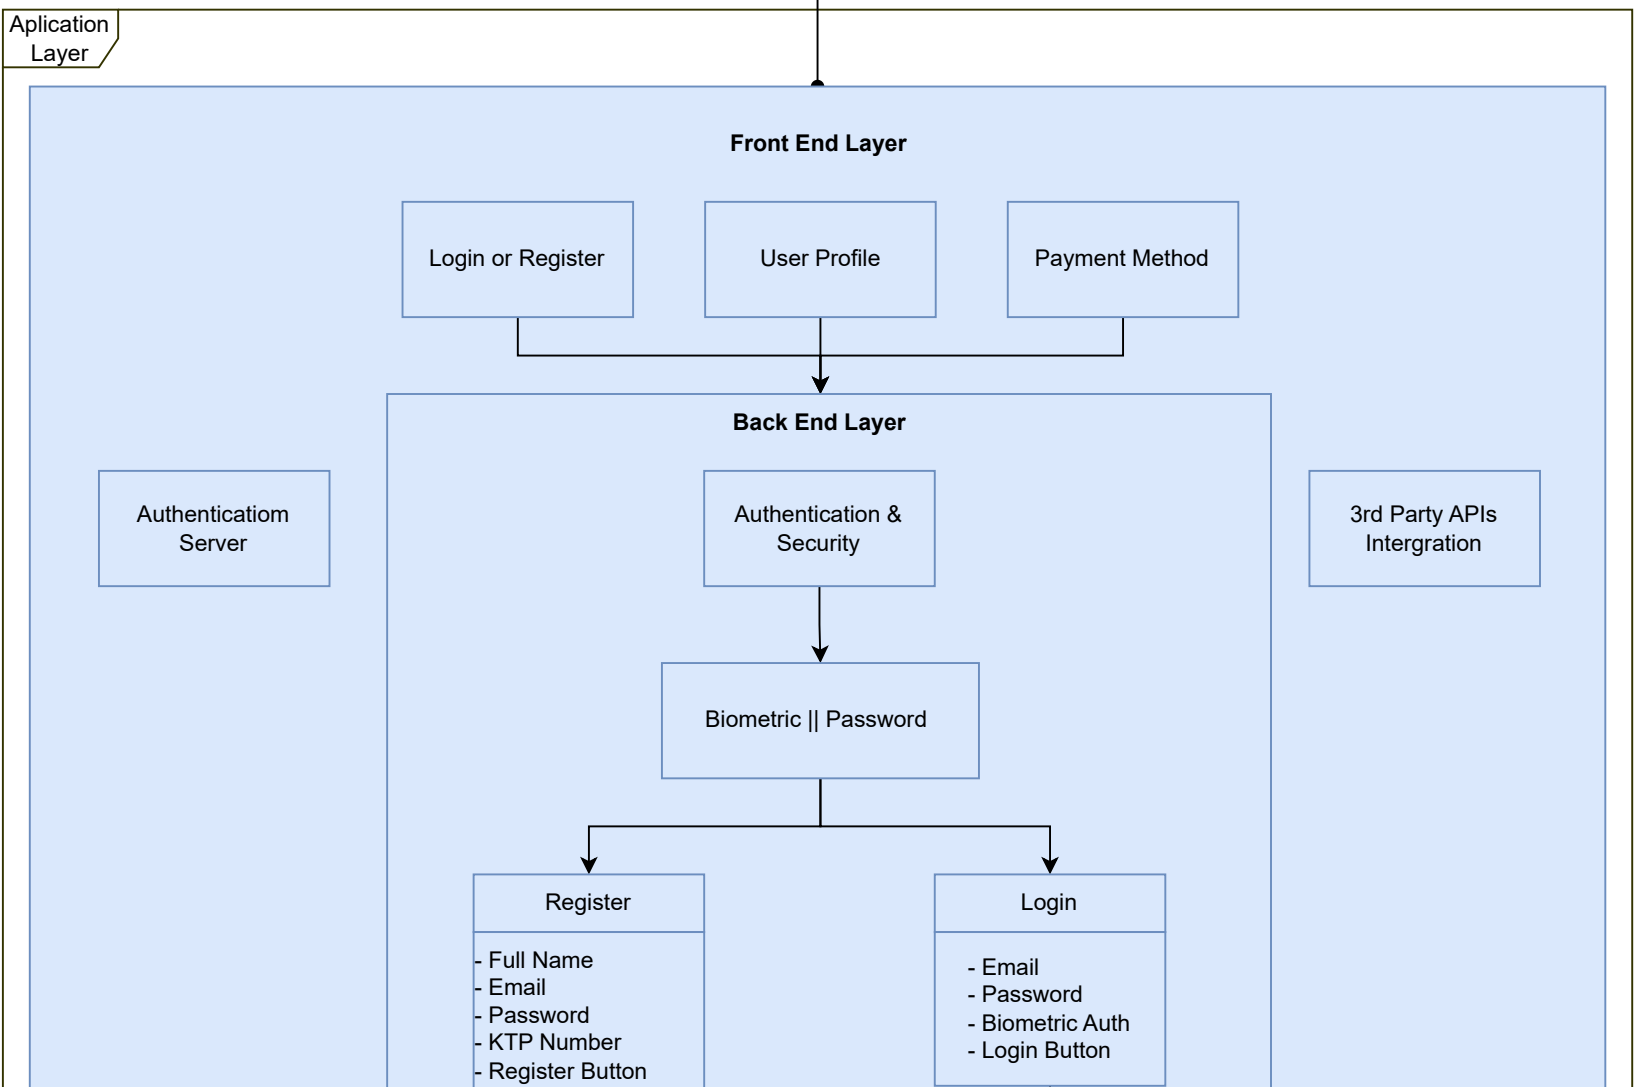 Aplication
Layer
Front End Layer
Login or Register
User Profile
Payment Method
Back End Layer
Authenticatiom
Server
Authentication &
Security
3rd Party APIs
Intergration
Biometric || Password
Register
- Full Name
- Email
- Password
- KTP Number
- Register Button
Login
- Email
- Password
- Biometric Auth
- Login Button